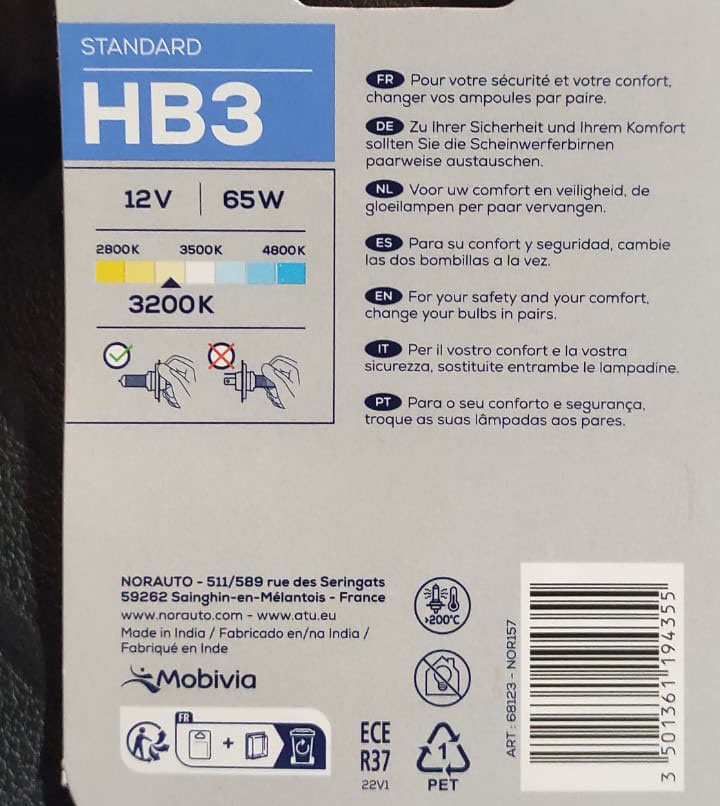 STANDARD
HB3
12V | 65W
2800K 3500K 4800K
3200K
FR Pour votre sécurité et votre confort,
changer vos ampoules par paire.
DE Zu Ihrer Sicherheit und Ihrem Komfort
sollten Sie die Scheinwerferbirnen
paarweise austauschen.
NL Voor uw comfort en veiligheid, de
gloeilampen per paar vervangen.
ES Para su confort y seguridad, cambie
las dos bombillas a la vez.
EN For your safety and your comfort,
change your bulbs in pairs.
IT Per il vostro confort e la vostra
sicurezza, sostituite entrambe le lampadine.
PT Para o seu conforto e segurança,
troque as suas lâmpadas aos pares.
NORAUTO - 511/589 rue des Seringats
59262 Sainghin-en-Mélantois - France
www.norauto.com - www.atu.eu
Made in India / Fabricado en/na India /
Fabriqué en Inde
Mobivia
FR
+
>200°C
ECE
R37
22V1
1
PET
ART : 68123 - NOR157
3 501361 194355